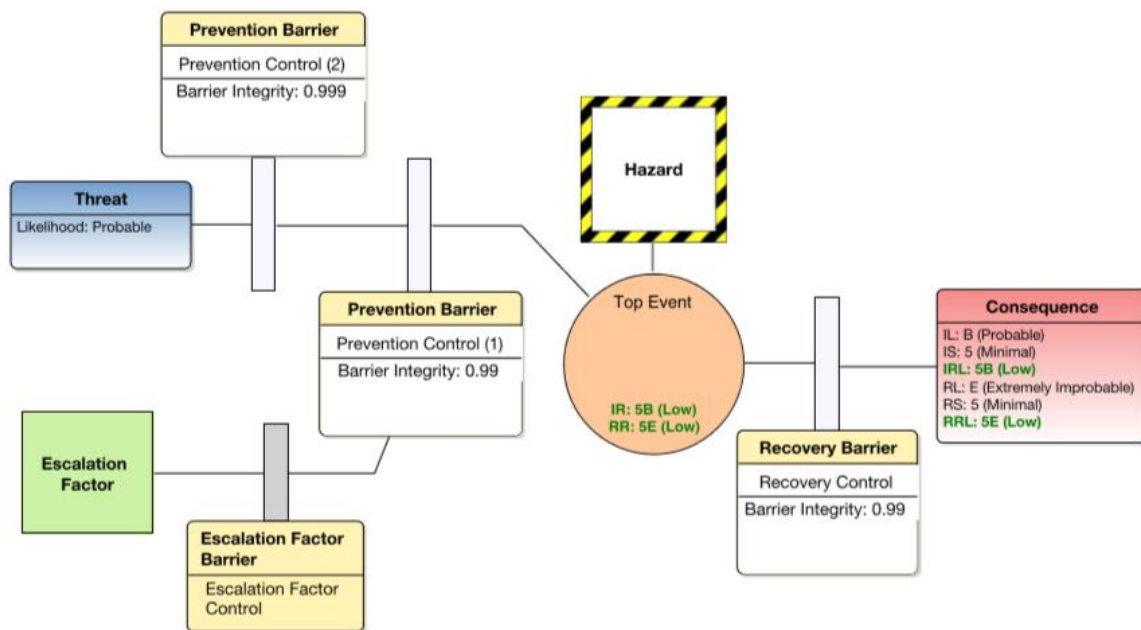 Prevention Barrier
Prevention Control (2)
Barrier Integrity: 0.999
Hazard
Threat
Likelihood: Probable
Top Event
IR: 5B (Low)
RR: 5E (Low)
Prevention Barrier
Prevention Control (1)
Barrier Integrity: 0.99
Consequence
IL: B (Probable)
IS: 5 (Minimal)
IRL: 5B (Low)
RL: E (Extremely Improbable)
RS: 5 (Minimal)
RRL: 5E (Low)
Escalation
Factor
Recovery Barrier
Recovery Control
Barrier Integrity: 0.99
Escalation Factor
Barrier
Escalation Factor
Control